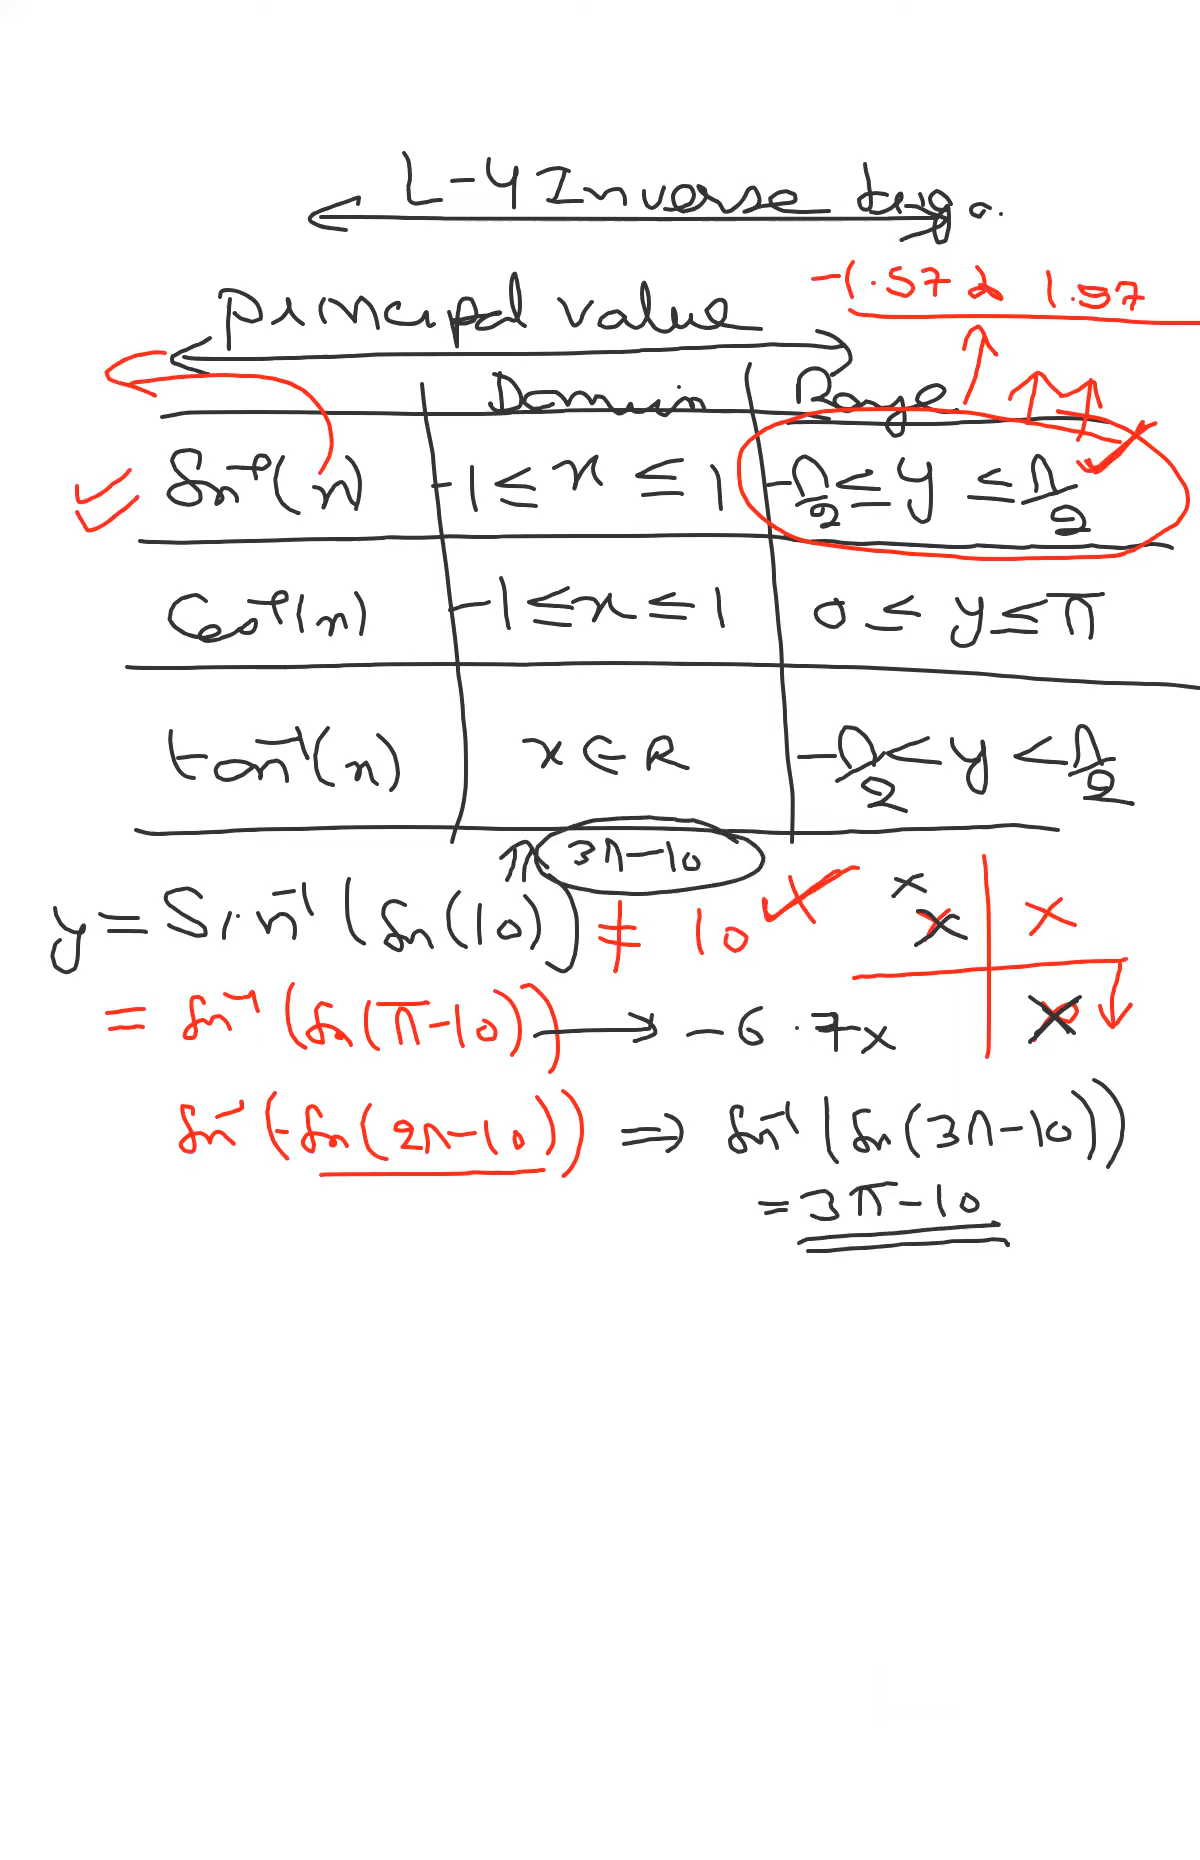 L-4 Inverse trigo.
principal value
-1.57 & 1.57
Domain Range
Sin⁻¹(x) -1 ≤ x ≤ 1 -π/2 ≤ y ≤ π/2
Cos⁻¹(x) -1 ≤ x ≤ 1 0 ≤ y ≤ π
tan⁻¹(x) x ∈ R -π/2 < y < π/2
3π-10
y = Sin⁻¹(sin(10)) ≠ 10
= sin⁻¹(sin(π-10)) → -6.7x
sin⁻¹(-sin(2π-10)) ⇒ sin⁻¹(sin(3π-10))
= 3π-10